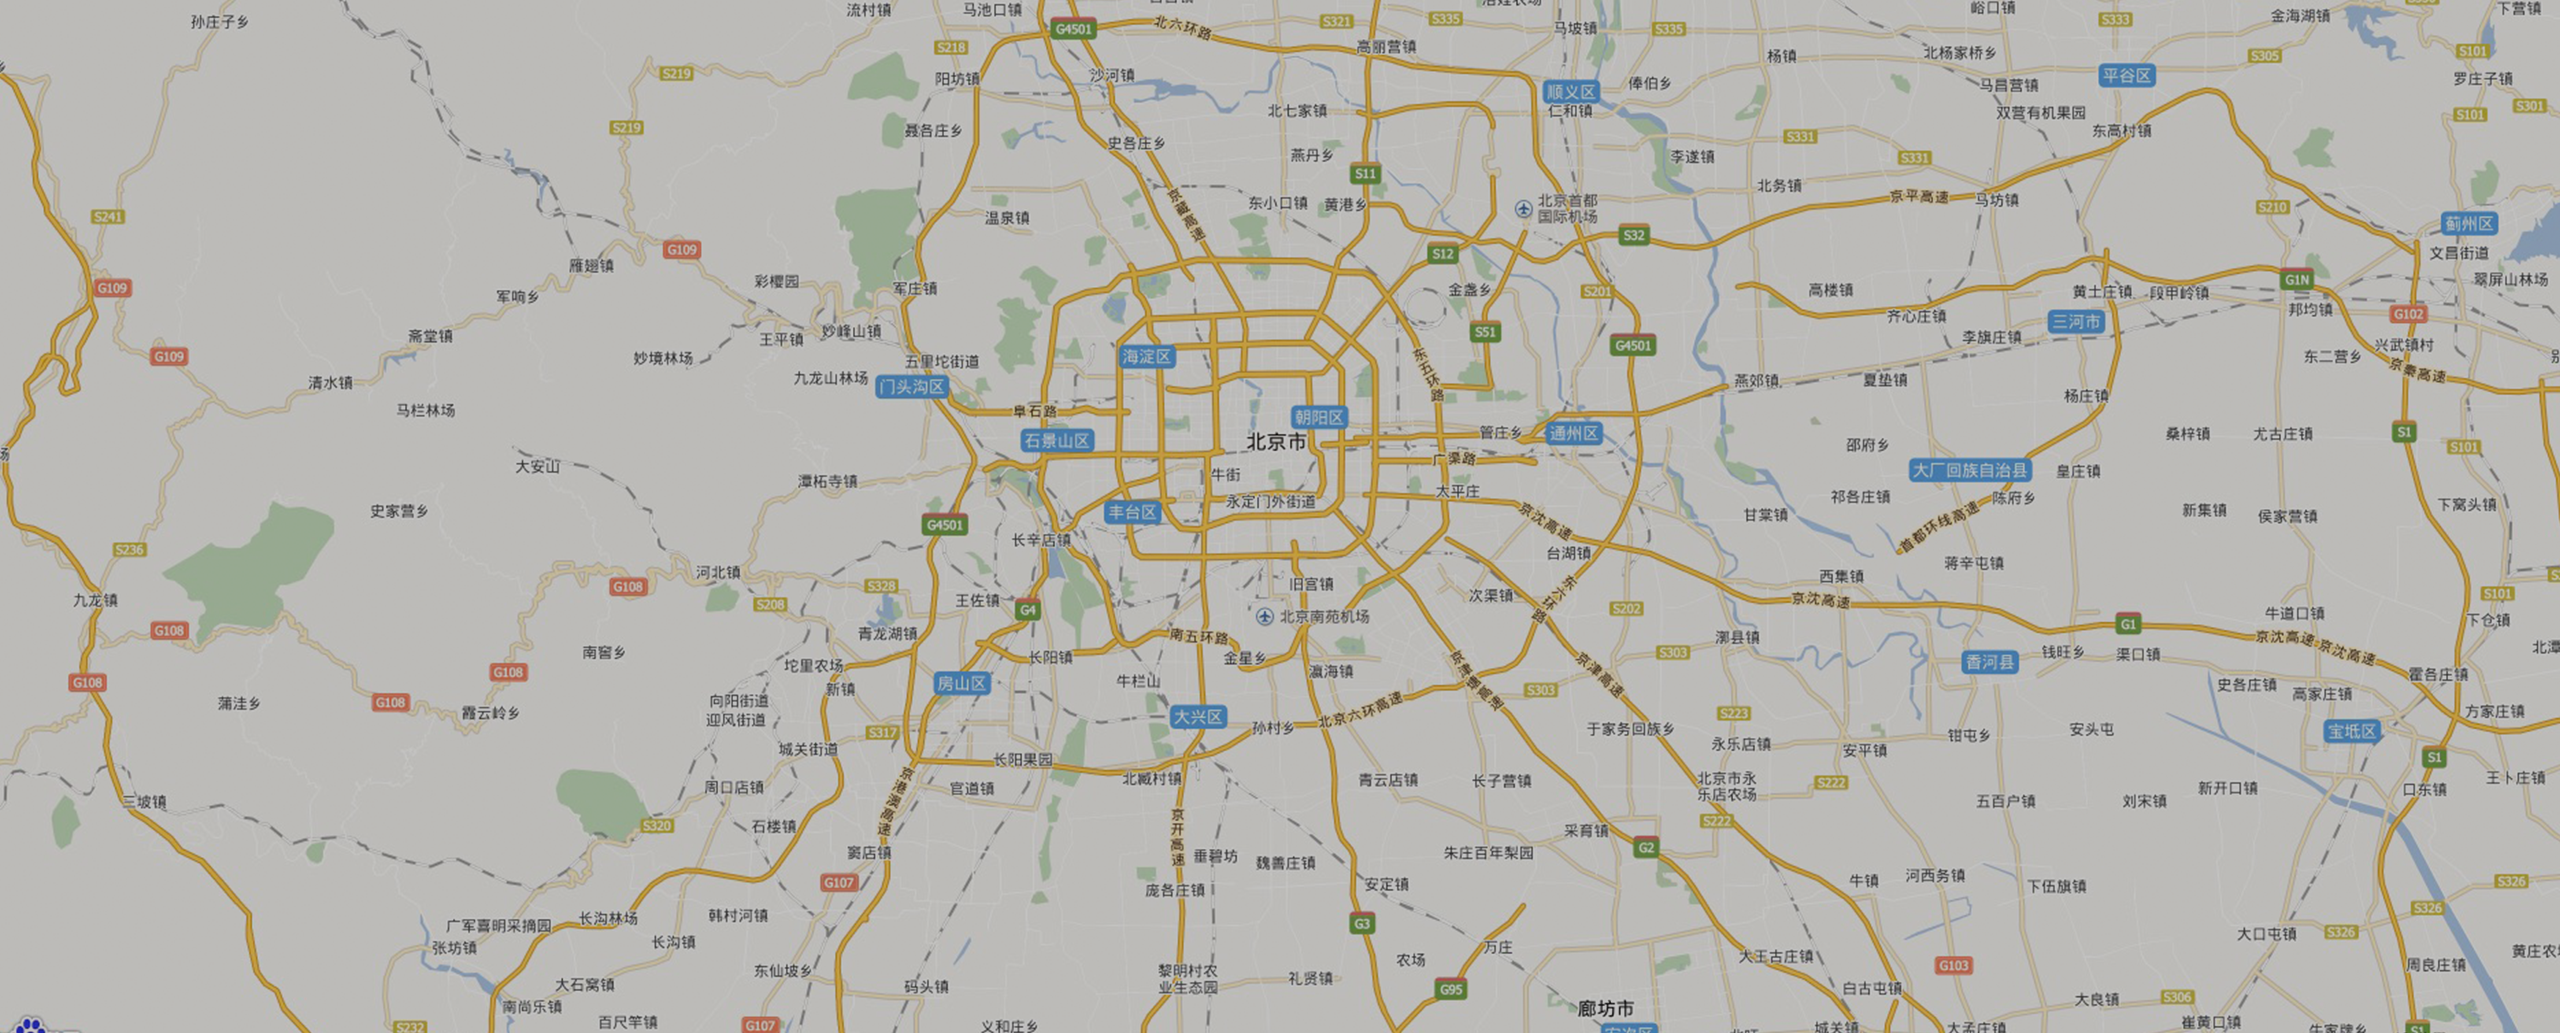 孙庄子乡
流村镇
马池口镇
G4501
北六环路
S321
S335
马坡镇
S335
峪口镇
S333
金海湖镇
下营镇
S218
高丽营镇
杨镇
北杨家桥乡
S305
S101
S219
阳坊镇
沙河镇
顺义区
俸伯乡
马昌营镇
平谷区
罗庄子镇
S219
聂各庄乡
史各庄乡
北七家镇
仁和镇
双营有机果园
东高村镇
S301
S101
S331
燕丹乡
李遂镇
S331
S11
北务镇
京平高速
马坊镇
S241
温泉镇
京藏高速
东小口镇
黄港乡
北京首都
国际机场
S210
蓟州区
G109
S12
S32
文昌街道
雁翅镇
彩樱园
军庄镇
金盏乡
S201
高楼镇
黄土庄镇
段甲岭镇
G1N
翠屏山林场
G109
军响乡
王平镇
妙峰山镇
S51
齐心庄镇
三河市
邦均镇
G102
斋堂镇
G109
妙境林场
五里坨街道
海淀区
东五环路
G4501
李旗庄镇
东二营乡
兴武镇村
京秦高速
清水镇
九龙山林场
门头沟区
燕郊镇
夏垫镇
马栏林场
阜石路
朝阳区
杨庄镇
石景山区
北京市
管庄乡
通州区
邵府乡
桑梓镇
尤古庄镇
S1
S101
大安山
潭柘寺镇
牛街
广渠路
大厂回族自治县
皇庄镇
史家营乡
丰台区
永定门外街道
太平庄
京沈高速
甘棠镇
祁各庄镇
陈府乡
新集镇
侯家营镇
下窝头镇
G4501
长辛店镇
首都环线高速
S236
台湖镇
蒋辛屯镇
河北镇
G108
S328
旧宫镇
西集镇
九龙镇
S208
王佐镇
G4
次渠镇
东六环路
S202
京沈高速
S101
G108
青龙湖镇
南五环路
北京南苑机场
漷县镇
G1
牛道口镇
下仓镇
京沈高速
京沈高速
南窖乡
坨里农场
长阳镇
金星乡
瀛海镇
京津塘高速
京津高速
S303
香河县
钱旺乡
渠口镇
G108
G108
新镇
房山区
牛栏山
S303
史各庄镇
高家庄镇
霍各庄镇
蒲洼乡
G108
霞云岭乡
向阳街道
迎风街道
大兴区
孙村乡
北京六环高速
S223
于家务回族乡
永乐店镇
安平镇
钳屯乡
安头屯
宝坻区
方家庄镇
城关街道
S317
长阳果园
北臧村镇
S1
三坡镇
周口店镇
京港澳高速
官道镇
青云店镇
长子营镇
北京市永
乐店农场
S222
五百户镇
刘宋镇
新开口镇
口东镇
王卜庄镇
S320
石楼镇
京开高速
采育镇
S222
窦店镇
垂碧坊
魏善庄镇
朱庄百年梨园
G2
G107
庞各庄镇
安定镇
牛镇
河西务镇
下伍旗镇
S326
广军喜明采摘园
长沟林场
韩村河镇
G3
S326
张坊镇
长沟镇
万庄
大口屯镇
S326
大王古庄镇
东仙坡乡
黎明村农
业生态园
农场
G103
周良庄镇
大石窝镇
码头镇
礼贤镇
G95
白古屯镇
大良镇
S306
南尚乐镇
廊坊市
百尺竿镇
G107
义和庄乡
城关镇
大孟庄镇
崔黄口镇
S232
安次区
S1